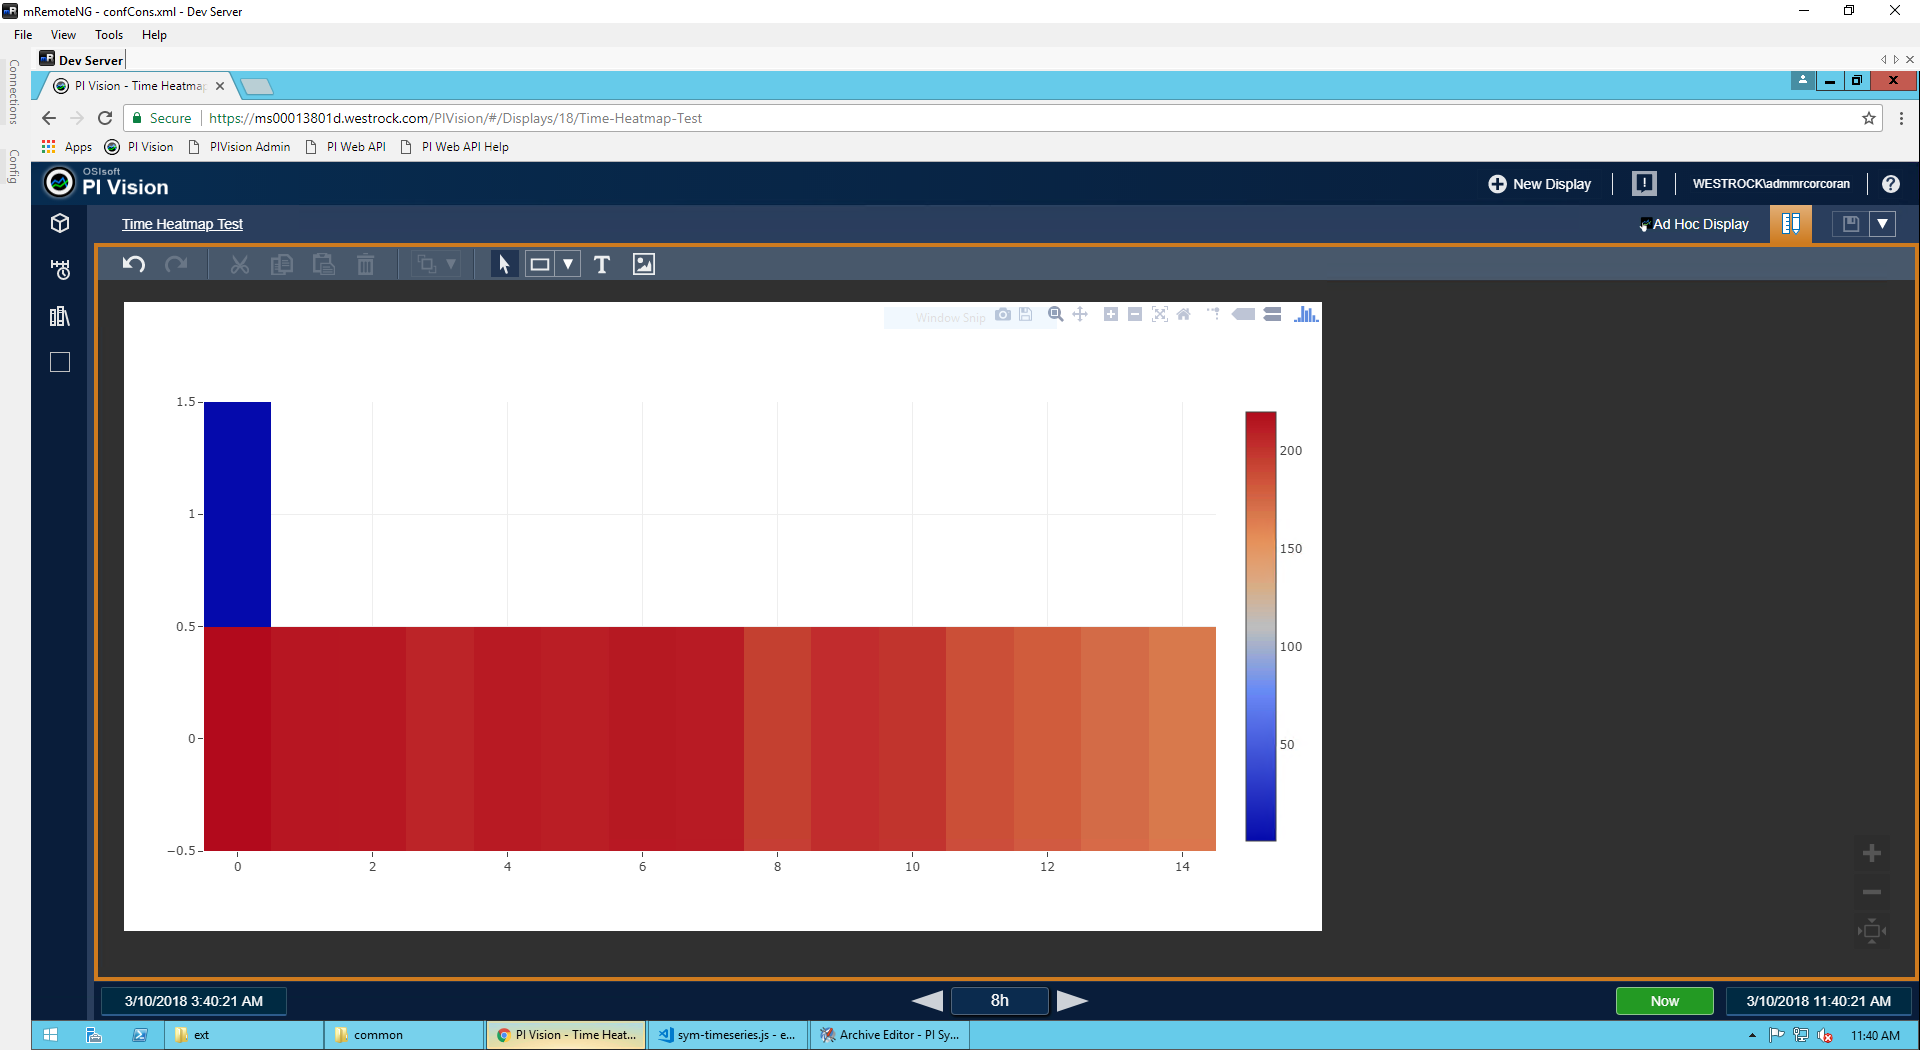 mRemoteNG - confCons.xml - Dev Server
File View Tools Help
Connections
Config
Dev Server
PI Vision - Time Heatma
Secure https://ms00013801d.westrock.com/PIVision/#/Displays/18/Time-Heatmap-Test
Apps PI Vision PIVision Admin PI Web API PI Web API Help
OSIsoft
PI Vision
New Display WESTROCK\admmrcorcoran
Time Heatmap Test
Ad Hoc Display
Window Snip
1.5
1
0.5
0
−0.5
0 2 4 6 8 10 12 14
200
150
100
50
3/10/2018 3:40:21 AM
8h
Now
3/10/2018 11:40:21 AM
ext
common
PI Vision - Time Heat...
sym-timeseries.js - e...
Archive Editor - PI Sy...
11:40 AM